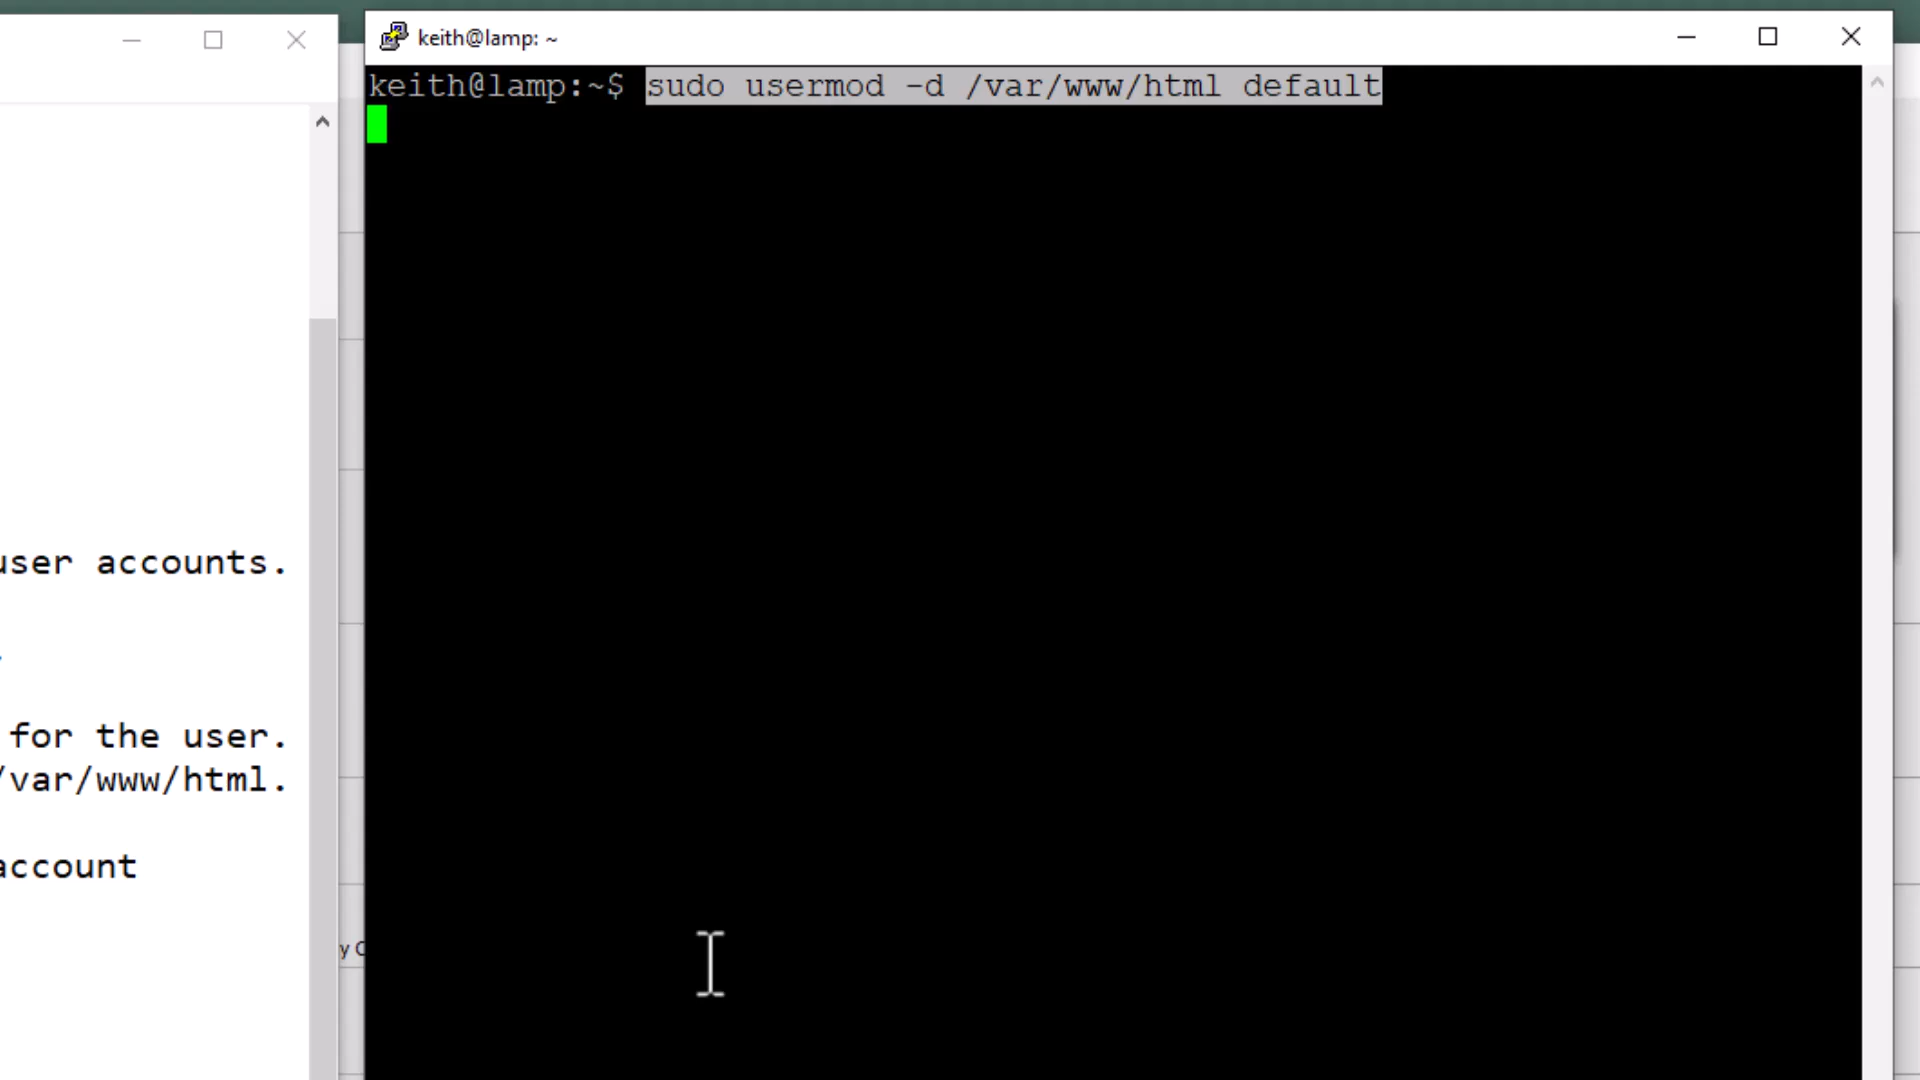 keith@lamp: ~
keith@lamp:~$ sudo usermod -d /var/www/html default
user accounts.
for the user.
/var/www/html.
account
y C